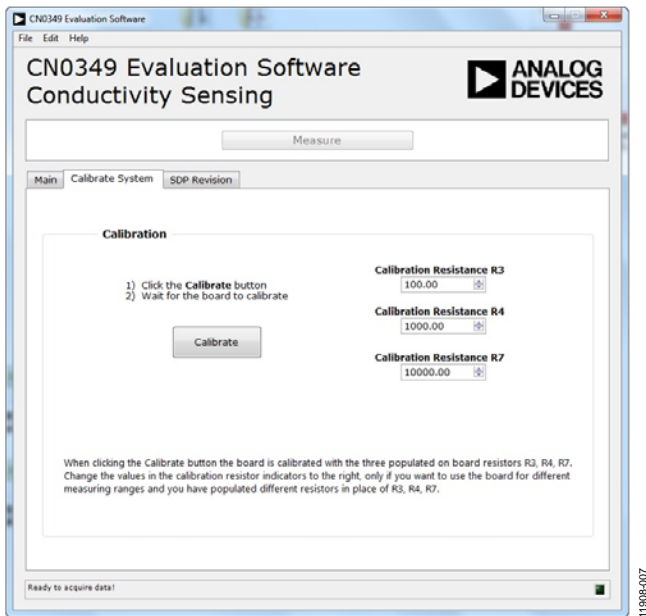 CN0349 Evaluation Software
File Edit Help
CN0349 Evaluation Software
Conductivity Sensing
ANALOG
DEVICES
Measure
Main Calibrate System SDP Revision
Calibration
1) Click the Calibrate button
2) Wait for the board to calibrate
Calibrate
Calibration Resistance R3
100.00
Calibration Resistance R4
1000.00
Calibration Resistance R7
10000.00
When clicking the Calibrate button the board is calibrated with the three populated on board resistors R3, R4, R7.
Change the values in the calibration resistor indicators to the right, only if you want to use the board for different
measuring ranges and you have populated different resistors in place of R3, R4, R7.
Ready to acquire data!
11908-007